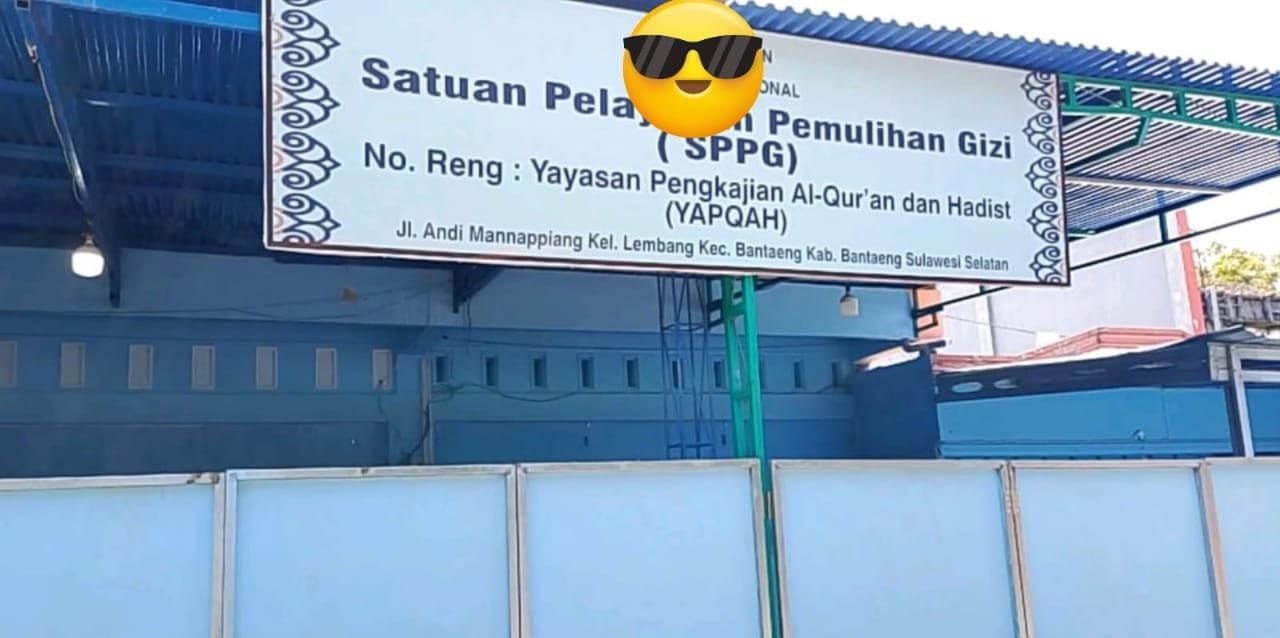 Satuan Pemulihan Gizi
( SPPG)
No. Reng : Yayasan Pengkajian Al-Qur'an dan Hadist
(YAPQAH)
Jl. Andi Mannappiang Kel. Lembang Kec. Bantaeng Kab. Bantaeng Sulawesi Selatan